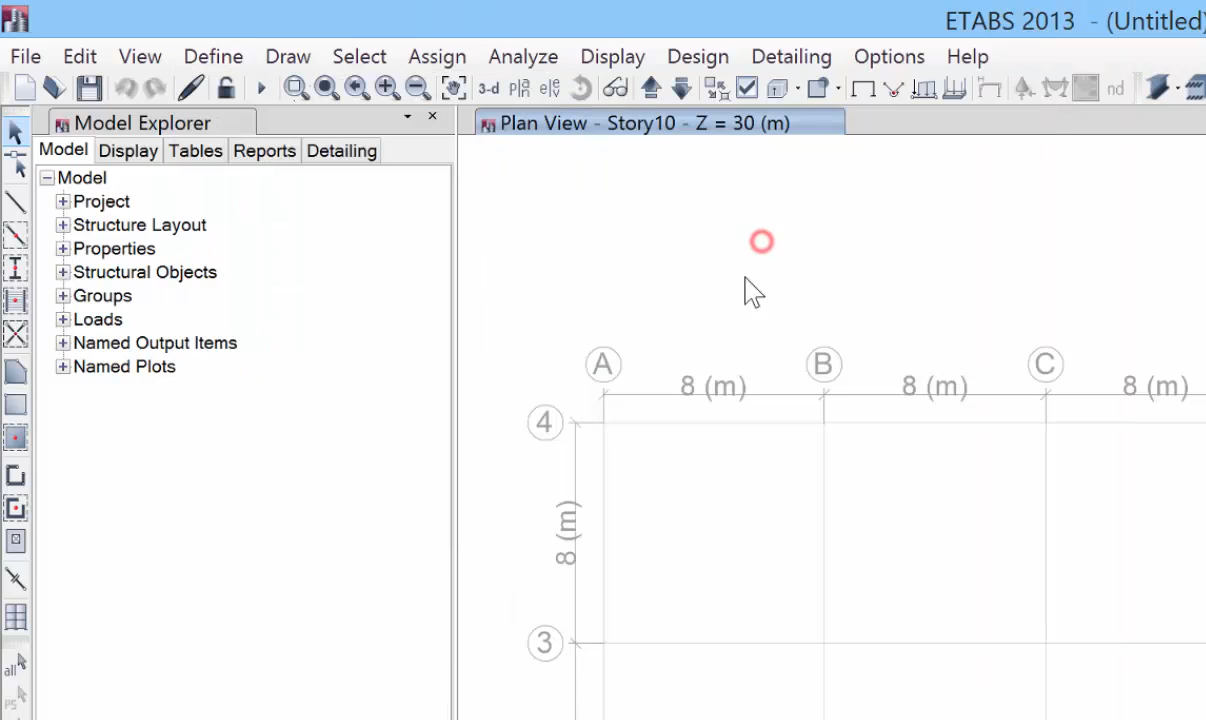 ETABS 2013 - (Untitled)
File Edit View Define Draw Select Assign Analyze Display Design Detailing Options Help
3-d nd
Model Explorer
Plan View - Story10 - Z = 30 (m)
Model Display Tables Reports Detailing
Model
Project
Structure Layout
Properties
Structural Objects
Groups
Loads
Named Output Items
Named Plots
A B C
8 (m) 8 (m) 8 (m)
4
8 (m)
3
all
ps